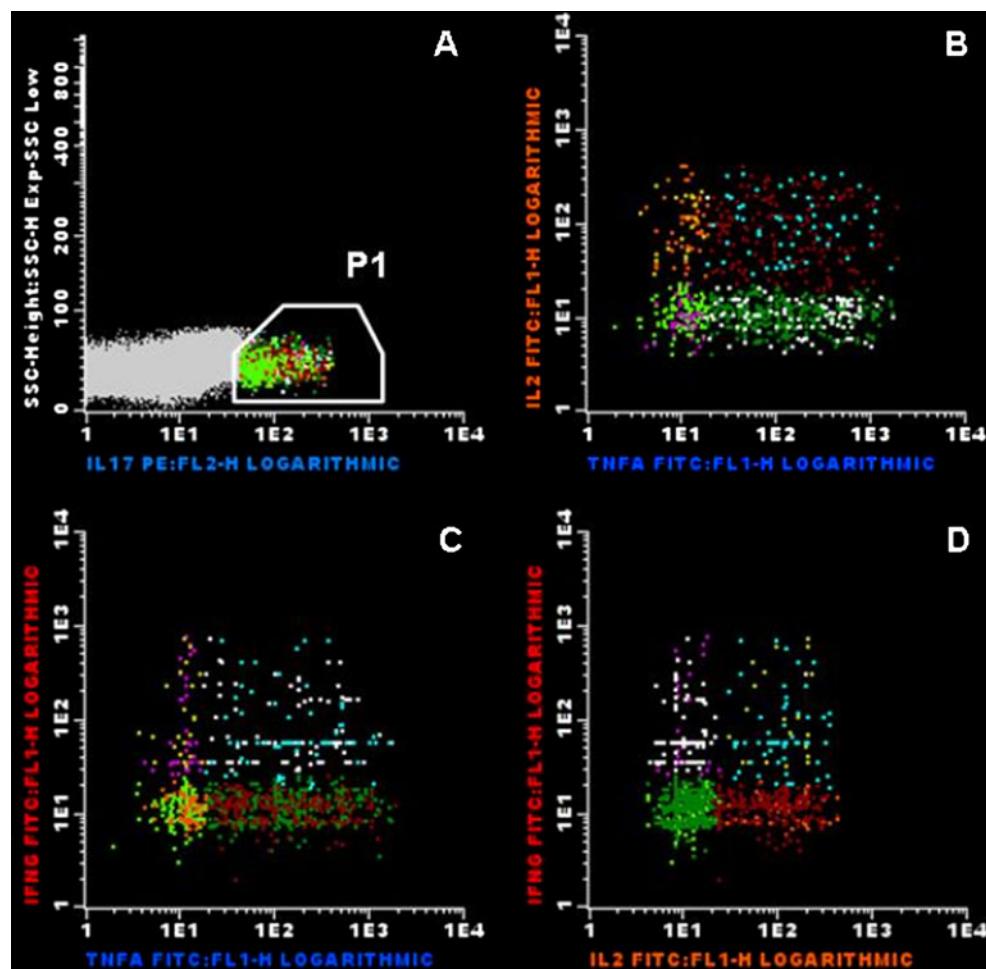 A
SSC-Height:SSC-H Exp-SSC Low
800
400
200
100
0
P1
1 1E1 1E2 1E3 1E4
IL17 PE:FL2-H LOGARITHMIC
B
IL2 FITC:FL1-H LOGARITHMIC
1E4
1E3
1E2
1E1
1
1 1E1 1E2 1E3 1E4
TNFA FITC:FL1-H LOGARITHMIC
C
IFNG FITC:FL1-H LOGARITHMIC
1E4
1E3
1E2
1E1
1
1 1E1 1E2 1E3 1E4
TNFA FITC:FL1-H LOGARITHMIC
D
IFNG FITC:FL1-H LOGARITHMIC
1E4
1E3
1E2
1E1
1
1 1E1 1E2 1E3 1E4
IL2 FITC:FL1-H LOGARITHMIC